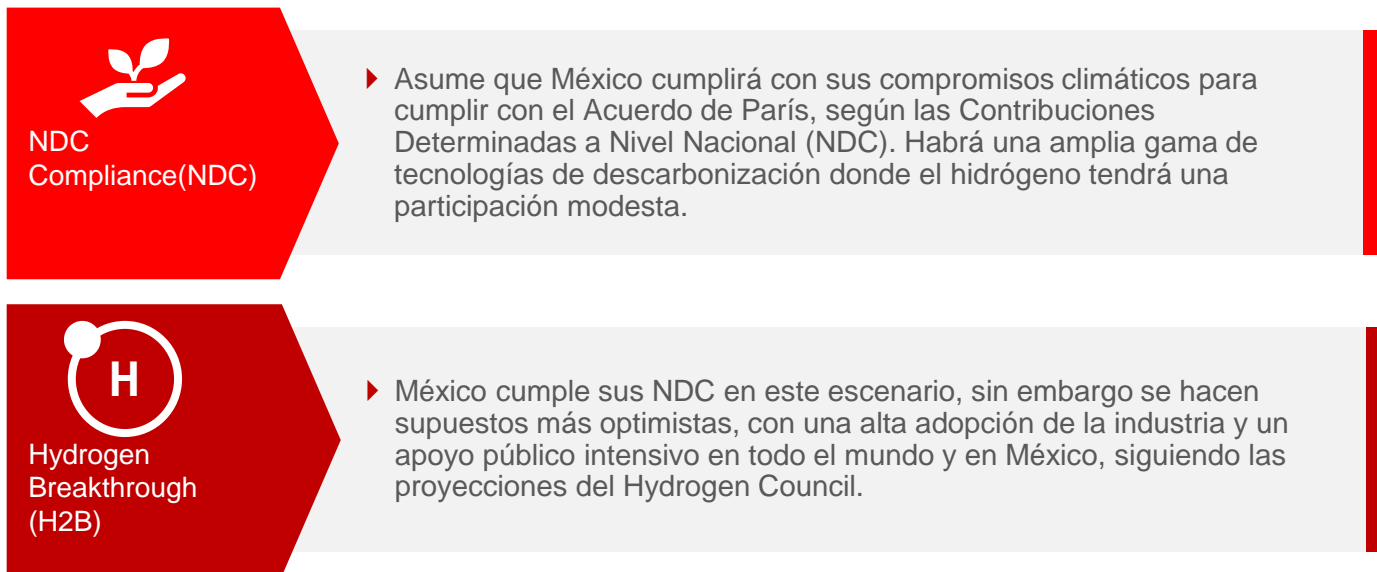 NDC
Compliance(NDC)
Asume que México cumplirá con sus compromisos climáticos para
cumplir con el Acuerdo de París, según las Contribuciones
Determinadas a Nivel Nacional (NDC). Habrá una amplia gama de
tecnologías de descarbonización donde el hidrógeno tendrá una
participación modesta.
H
Hydrogen
Breakthrough
(H2B)
México cumple sus NDC en este escenario, sin embargo se hacen
supuestos más optimistas, con una alta adopción de la industria y un
apoyo público intensivo en todo el mundo y en México, siguiendo las
proyecciones del Hydrogen Council.